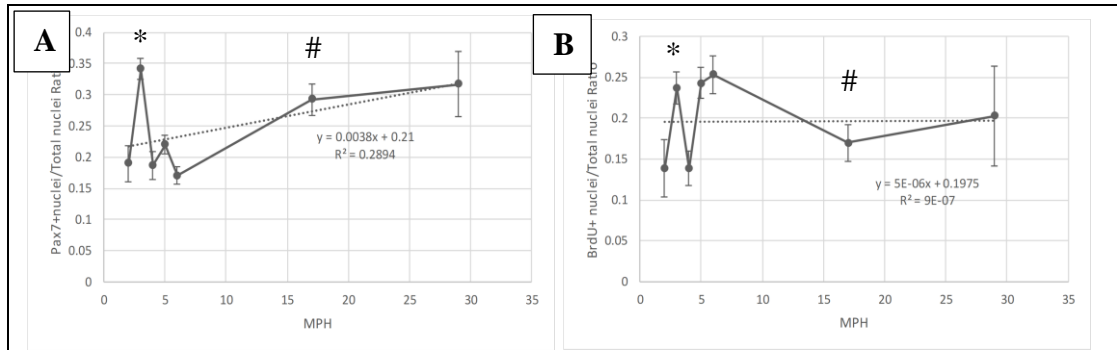 A
*
#
0.4
0.35
0.3
0.25
0.2
0.15
0.1
0.05
0
Pax7+nuclei/Total nuclei
y = 0.0038x + 0.21
R² = 0.2894
0 5 10 15 20 25 30 35
MPH
B
*
#
0.3
0.25
0.2
0.15
0.1
0.05
0
BrdU+ nuclei/Total nuclei
y = 5E-06x + 0.1975
R² = 9E-07
0 5 10 15 20 25 30 35
MPH